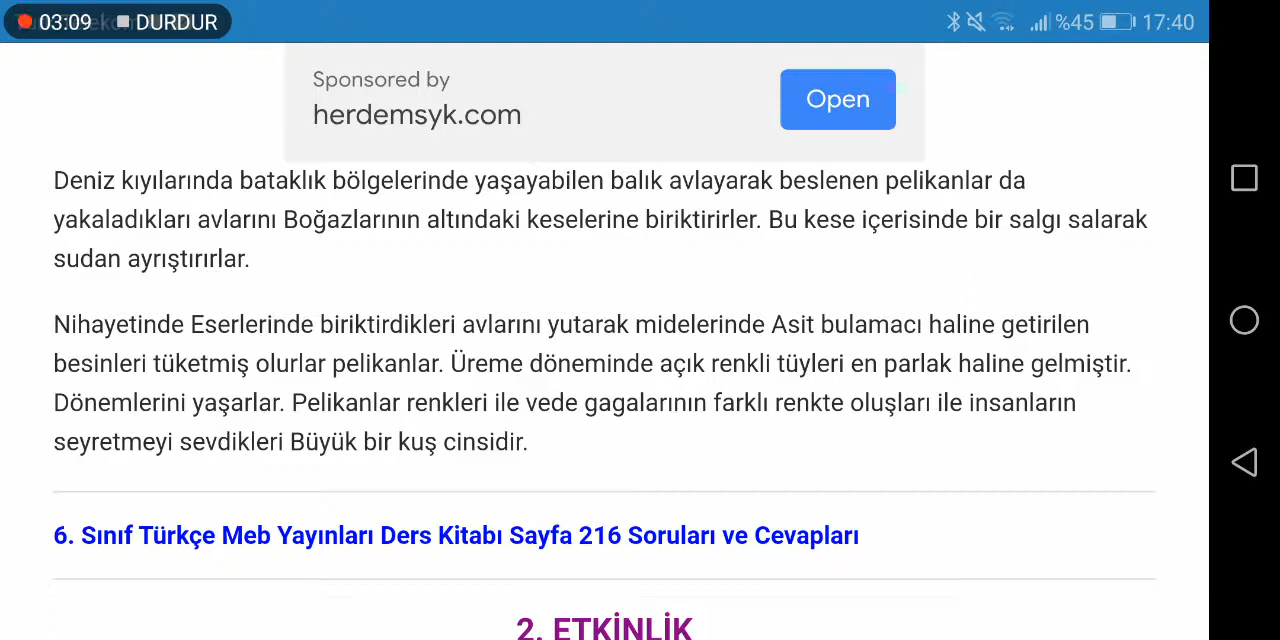 03:09 DURDUR %45 17:40
Sponsored by
herdemsyk.com
Open
Deniz kıyılarında bataklık bölgelerinde yaşayabilen balık avlayarak beslenen pelikanlar da
yakaladıkları avlarını Boğazlarının altındaki keselerine biriktirirler. Bu kese içerisinde bir salgı salarak
sudan ayrıştırırlar.
Nihayetinde Eserlerinde biriktirdikleri avlarını yutarak midelerinde Asit bulamacı haline getirilen
besinleri tüketmiş olurlar pelikanlar. Üreme döneminde açık renkli tüyleri en parlak haline gelmiştir.
Dönemlerini yaşarlar. Pelikanlar renkleri ile vede gagalarının farklı renkte oluşları ile insanların
seyretmeyi sevdikleri Büyük bir kuş cinsidir.
6. Sınıf Türkçe Meb Yayınları Ders Kitabı Sayfa 216 Soruları ve Cevapları
2. ETKİNLİK